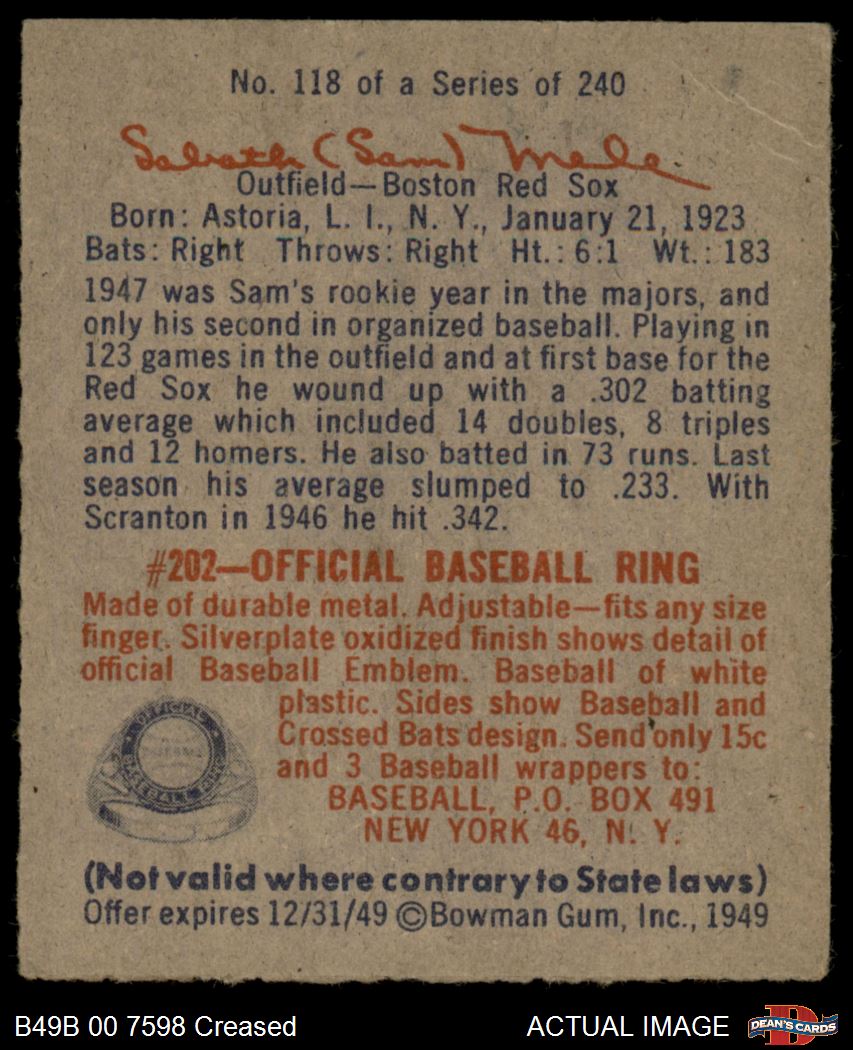 No. 118 of a Series of 240
Sabath (Sam) Mele
Outfield—Boston Red Sox
Born: Astoria, L. I., N. Y., January 21, 1923
Bats: Right Throws: Right Ht.: 6:1 Wt.: 183
1947 was Sam's rookie year in the majors, and
only his second in organized baseball. Playing in
123 games in the outfield and at first base for the
Red Sox he wound up with a .302 batting
average which included 14 doubles, 8 triples
and 12 homers. He also batted in 73 runs. Last
season his average slumped to .233. With
Scranton in 1946 he hit .342.
#202—OFFICIAL BASEBALL RING
Made of durable metal. Adjustable—fits any size
finger. Silverplate oxidized finish shows detail of
official Baseball Emblem. Baseball of white
plastic. Sides show Baseball and
Crossed Bats design. Send only 15c
and 3 Baseball wrappers to:
BASEBALL, P.O. BOX 491
NEW YORK 46, N. Y.
OFFICIAL
BASEBALL RING
(Not valid where contrary to State laws)
Offer expires 12/31/49 ©Bowman Gum, Inc., 1949
B49B 00 7598 Creased
ACTUAL IMAGE
D
DEAN'S CARDS